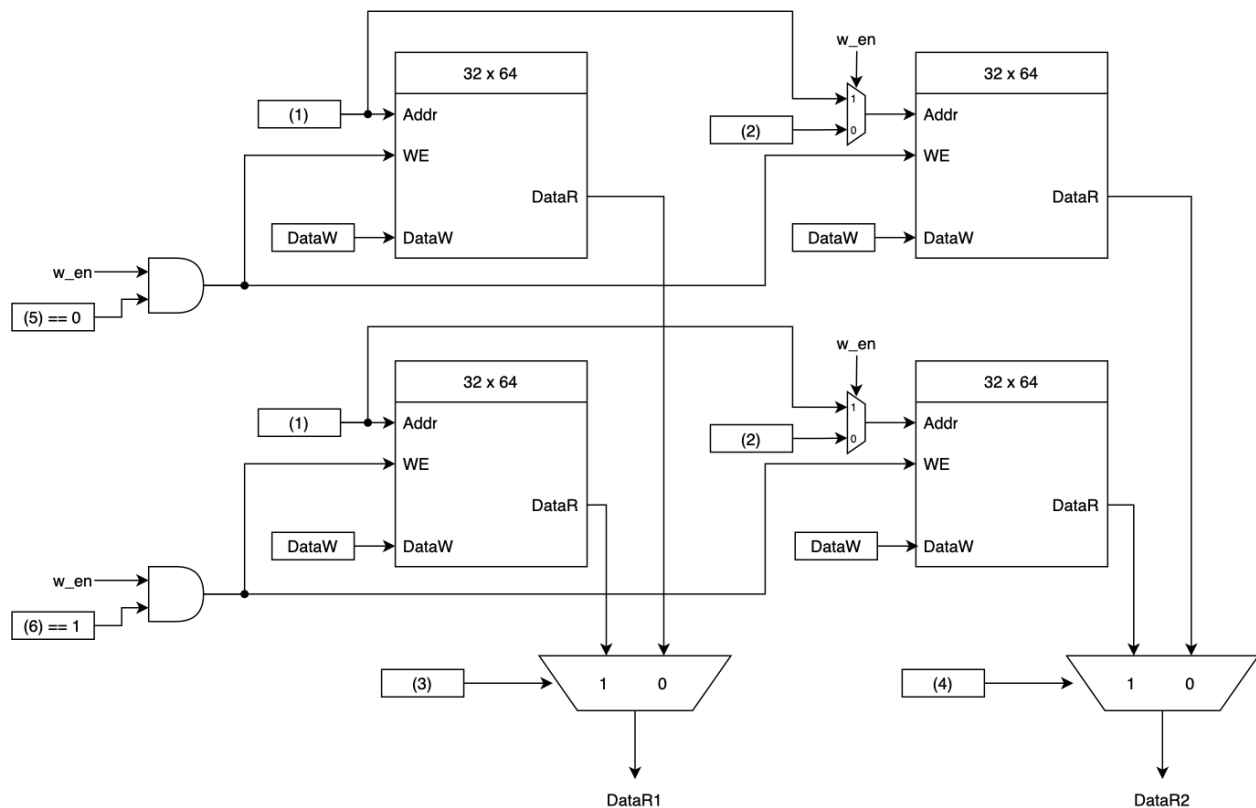 w_en
32 x 64
32 x 64
(1)
Addr
1
(2)
0
Addr
WE
WE
DataR
DataR
DataW
DataW
DataW
DataW
w_en
(5) == 0
w_en
32 x 64
32 x 64
(1)
Addr
1
(2)
0
Addr
WE
WE
DataR
DataR
DataW
DataW
DataW
DataW
w_en
(6) == 1
(3)
1 0
(4)
1 0
DataR1
DataR2